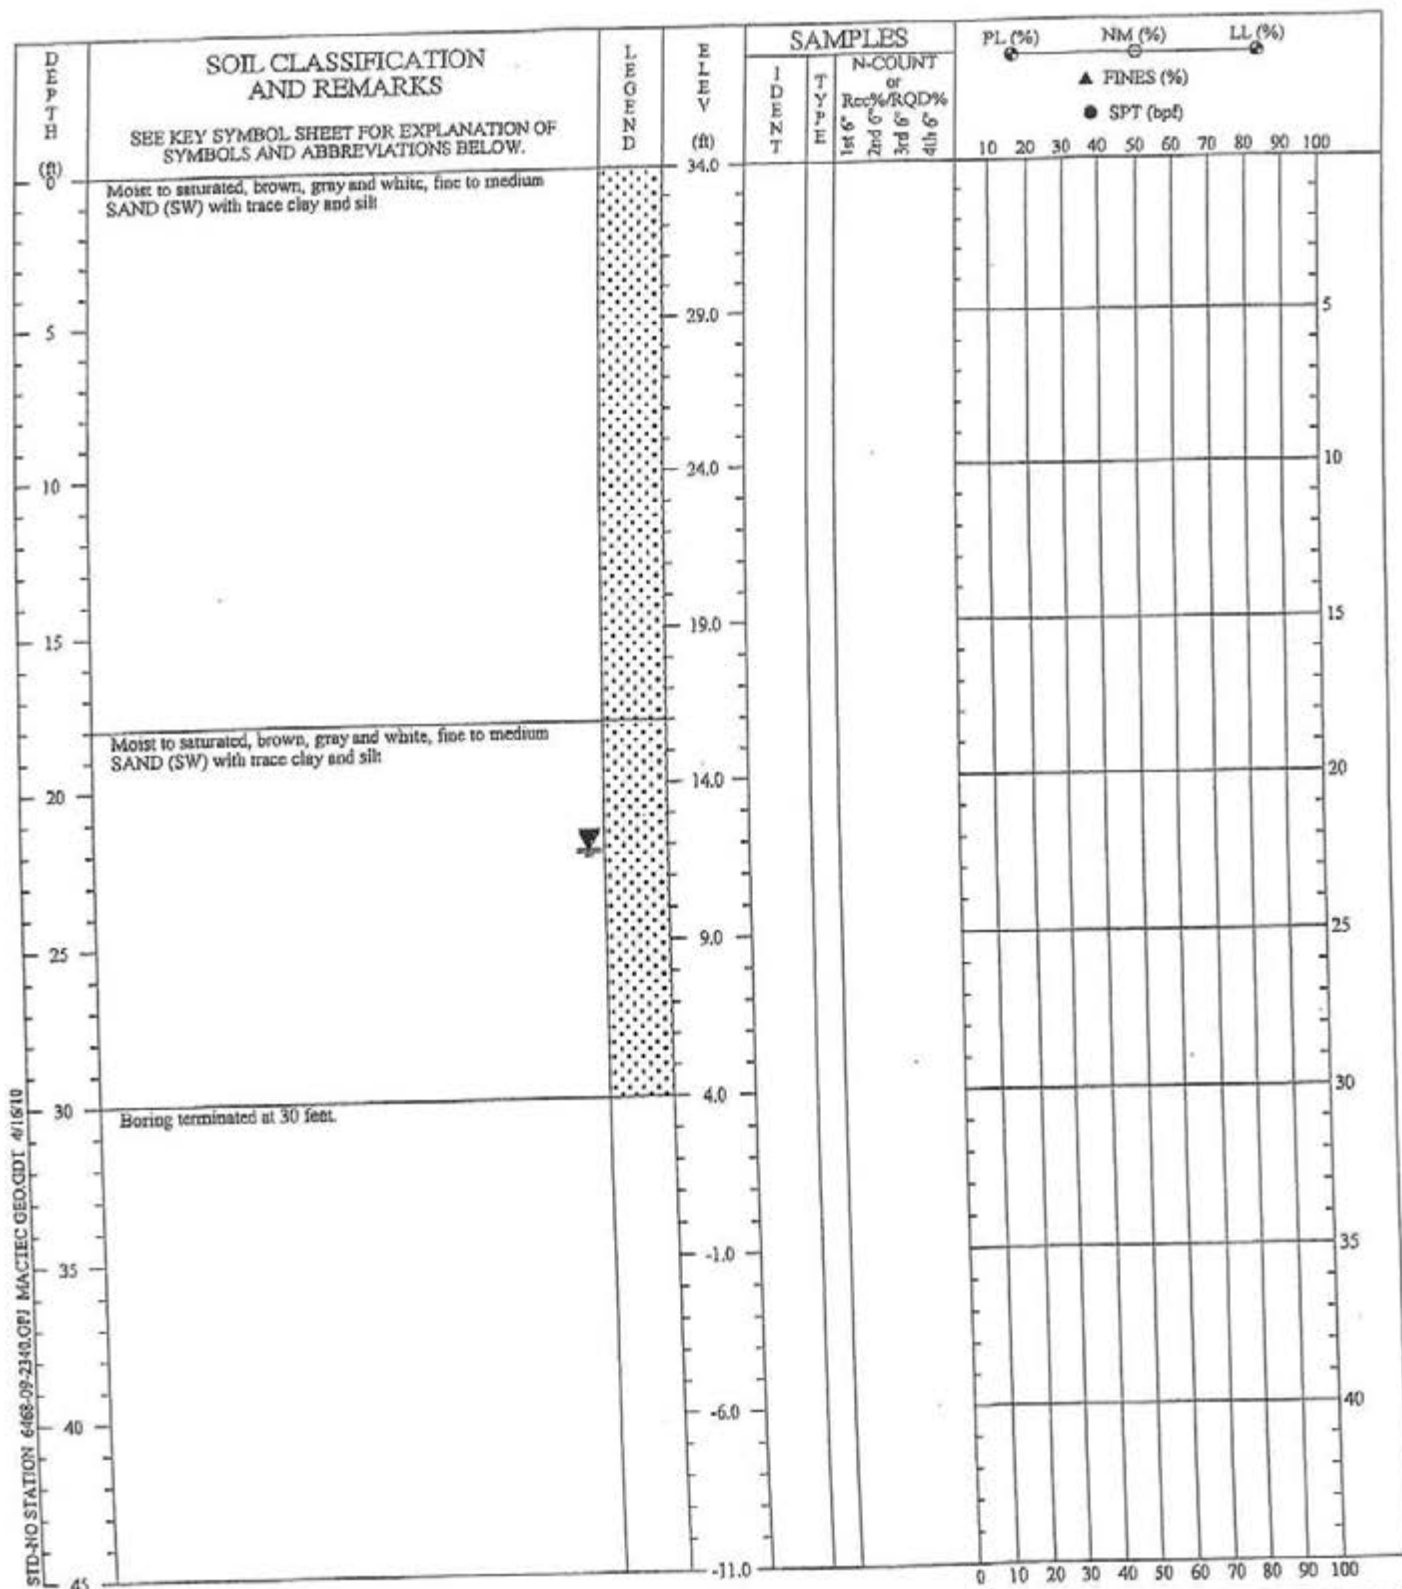 DEPTH
(ft)
SOIL CLASSIFICATION
AND REMARKS
SEE KEY SYMBOL SHEET FOR EXPLANATION OF
SYMBOLS AND ABBREVIATIONS BELOW.
LEGEND
ELEV
(ft)
SAMPLES
IDENT
TYPE
N-COUNT
or
Rec%/RQD%
1st 6"
2nd 6"
3rd 6"
4th 6"
PL (%) NM (%) LL (%)
▲ FINES (%)
● SPT (bpf)
10 20 30 40 50 60 70 80 90 100
0
Moist to saturated, brown, gray and white, fine to medium
SAND (SW) with trace clay and silt
34.0
5
29.0
5
10
24.0
10
15
19.0
15
Moist to saturated, brown, gray and white, fine to medium
SAND (SW) with trace clay and silt
20
14.0
20
25
9.0
25
30
Boring terminated at 30 feet.
4.0
30
35
-1.0
35
40
-6.0
40
45
-11.0
0 10 20 30 40 50 60 70 80 90 100
STD-NO STATION 6468-09-2340.GPJ MACTEC GEO.GDT 4/16/10